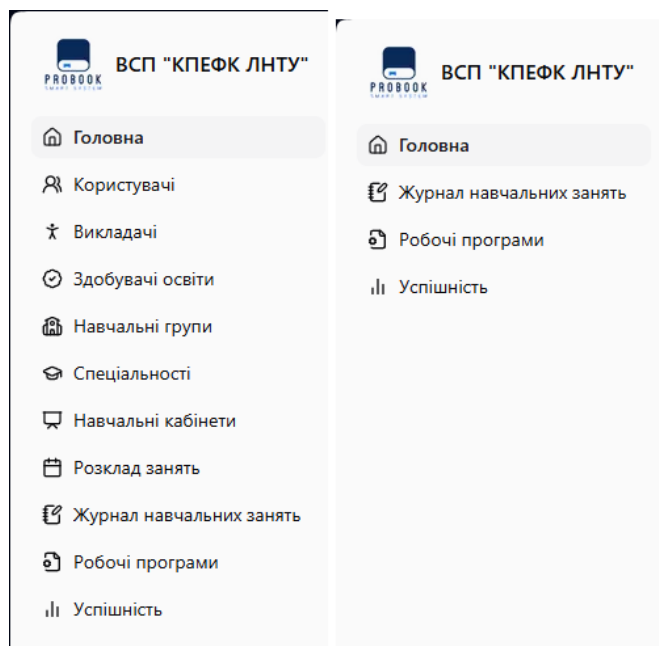 PROBOOK
SMART SYSTEM
ВСП "КПЕФК ЛНТУ"
Головна
Користувачі
Викладачі
Здобувачі освіти
Навчальні групи
Спеціальності
Навчальні кабінети
Розклад занять
Журнал навчальних занять
Робочі програми
Успішність
PROBOOK
SMART SYSTEM
ВСП "КПЕФК ЛНТУ"
Головна
Журнал навчальних занять
Робочі програми
Успішність